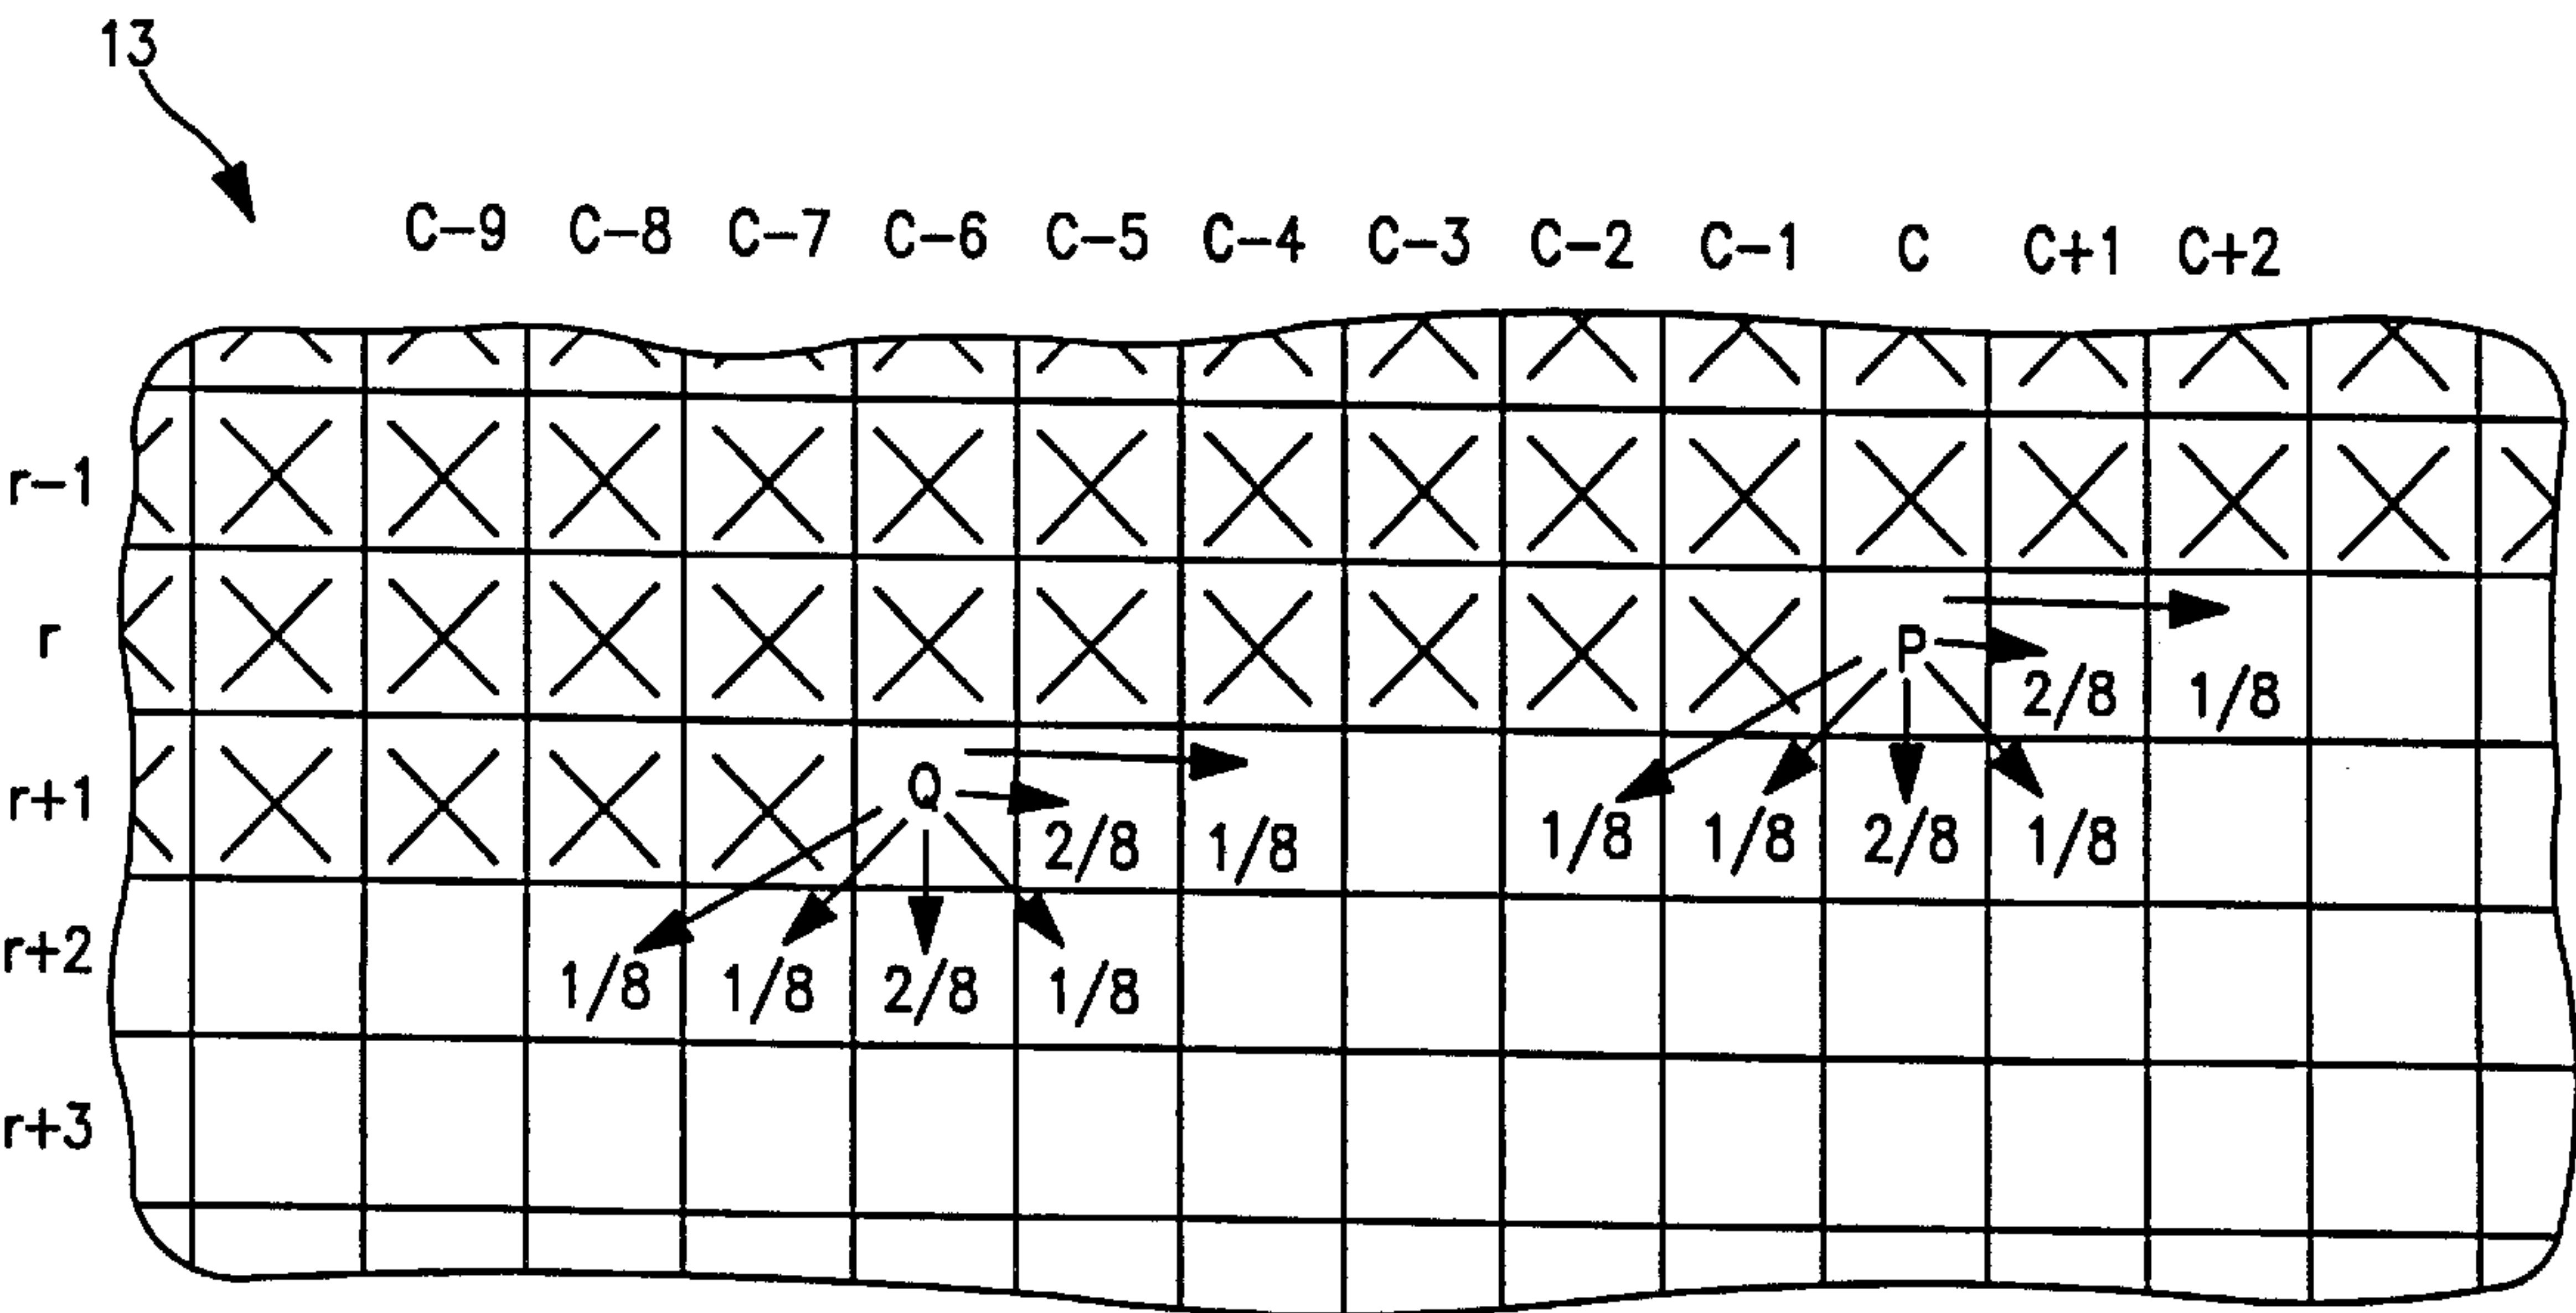 13
C-9 C-8 C-7 C-6 C-5 C-4 C-3 C-2 C-1 C C+1 C+2
r-1
r P 2/8 1/8
r+1 Q 2/8 1/8 1/8 1/8 2/8 1/8
r+2 1/8 1/8 2/8 1/8
r+3